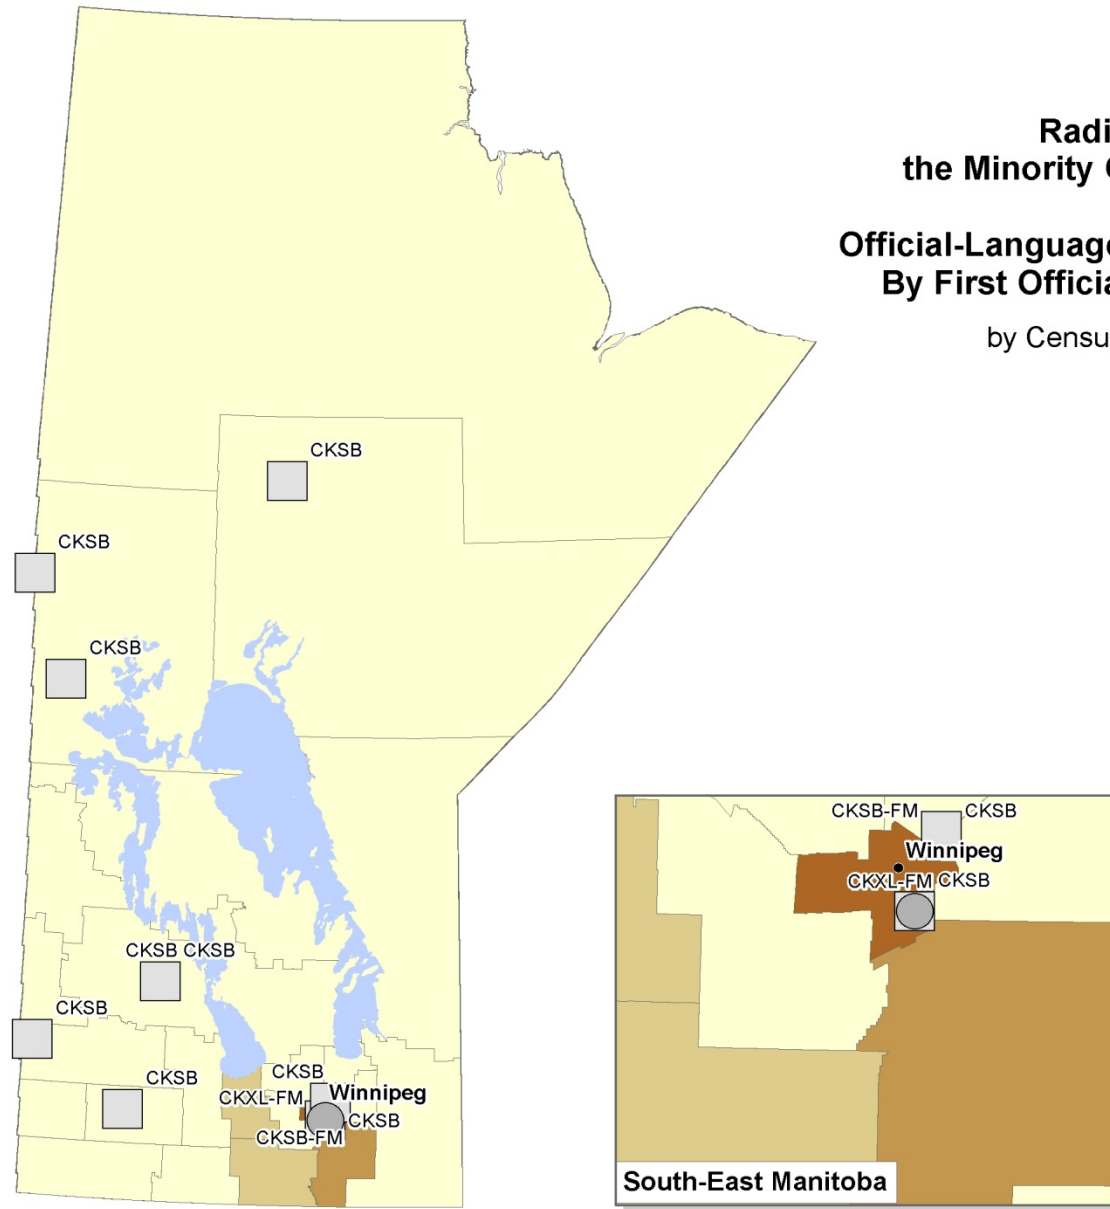 Radi
the Minority
Official-Language
By First Officia
by Censu
CKSB
CKSB
CKSB
CKSB CKSB
CKSB
CKSB
CKSB
CKXL-FM
Winnipeg
CKSB
CKSB-FM
CKSB-FM
CKSB
Winnipeg
CKXL-FM
CKSB
South-East Manitoba